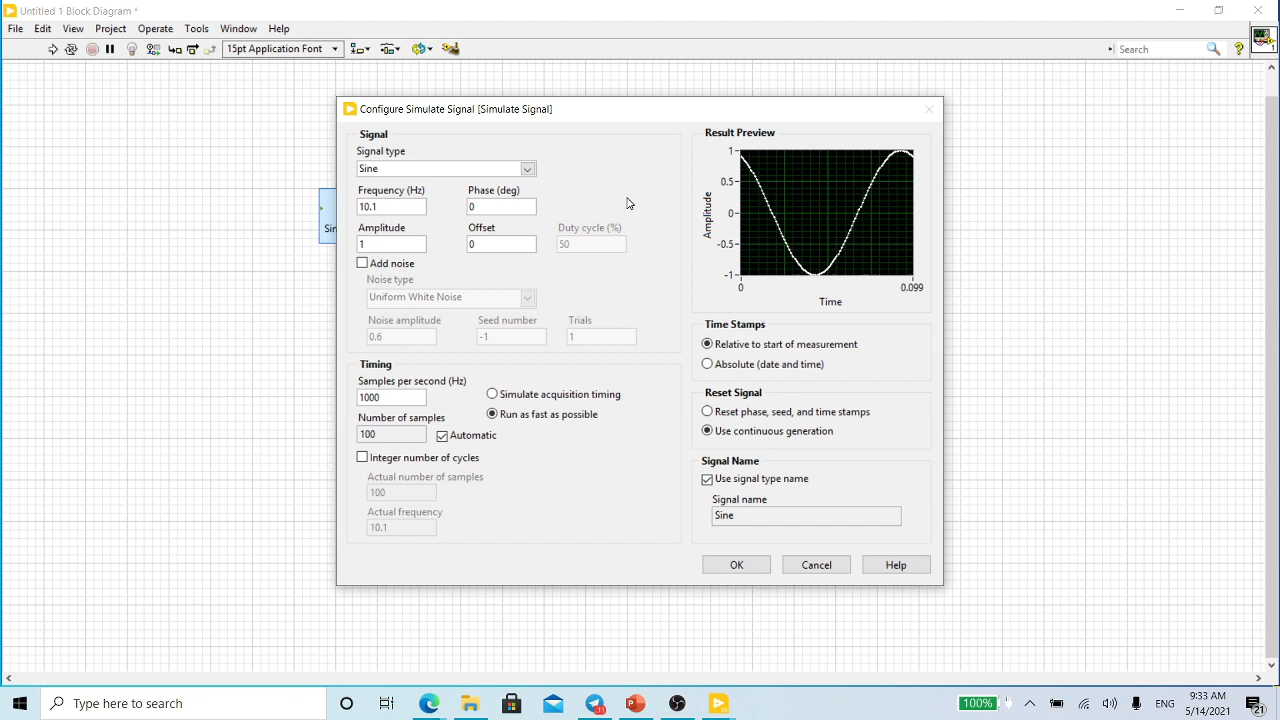 Untitled 1 Block Diagram *
File Edit View Project Operate Tools Window Help
15pt Application Font
Search
1
Sin
Configure Simulate Signal [Simulate Signal]
Signal
Signal type
Sine
Frequency (Hz) Phase (deg)
10.1 0
Amplitude Offset Duty cycle (%)
1 0 50
Add noise
Noise type
Uniform White Noise
Noise amplitude Seed number Trials
0.6 -1 1
Timing
Samples per second (Hz)
1000
Simulate acquisition timing
Run as fast as possible
Number of samples
100
Automatic
Integer number of cycles
Actual number of samples
100
Actual frequency
10.1
Result Preview
Amplitude
1
0.5
0
-0.5
-1
0 0.099
Time
Time Stamps
Relative to start of measurement
Absolute (date and time)
Reset Signal
Reset phase, seed, and time stamps
Use continuous generation
Signal Name
Use signal type name
Signal name
Sine
OK Cancel Help
Type here to search
100%
ENG
9:33 AM
5/14/2021
21